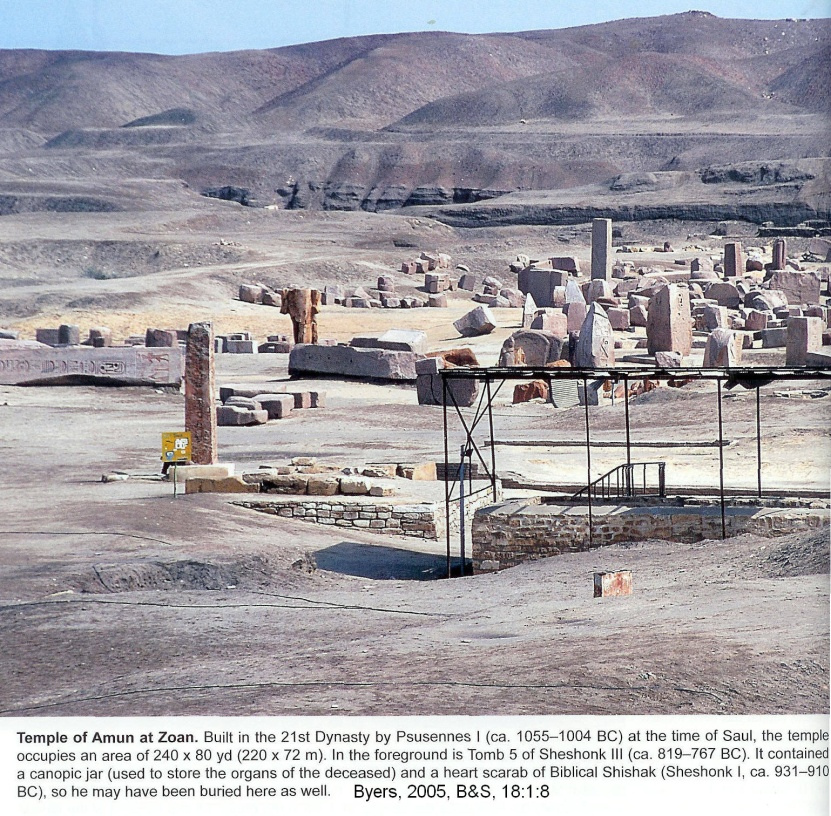 Temple of Amun at Zoan. Built in the 21st Dynasty by Psusennes I (ca. 1055–1004 BC) at the time of Saul, the temple
occupies an area of 240 x 80 yd (220 x 72 m). In the foreground is Tomb 5 of Sheshonk III (ca. 819–767 BC). It contained
a canopic jar (used to store the organs of the deceased) and a heart scarab of Biblical Shishak (Sheshonk I, ca. 931–910
BC), so he may have been buried here as well. Byers, 2005, B&S, 18:1:8